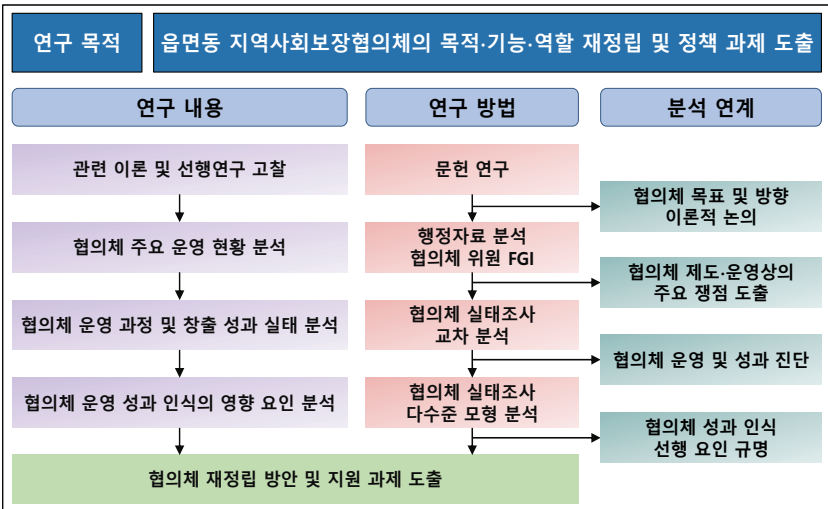 연구 목적
읍면동 지역사회보장협의체의 목적·기능·역할 재정립 및 정책 과제 도출
연구 내용
연구 방법
분석 연계
관련 이론 및 선행연구 고찰
문헌 연구
협의체 목표 및 방향
이론적 논의
협의체 주요 운영 현황 분석
행정자료 분석
협의체 위원 FGI
협의체 제도·운영상의
주요 쟁점 도출
협의체 운영 과정 및 창출 성과 실태 분석
협의체 실태조사
교차 분석
협의체 운영 및 성과 진단
협의체 운영 성과 인식의 영향 요인 분석
협의체 실태조사
다수준 모형 분석
협의체 성과 인식
선행 요인 규명
협의체 재정립 방안 및 지원 과제 도출